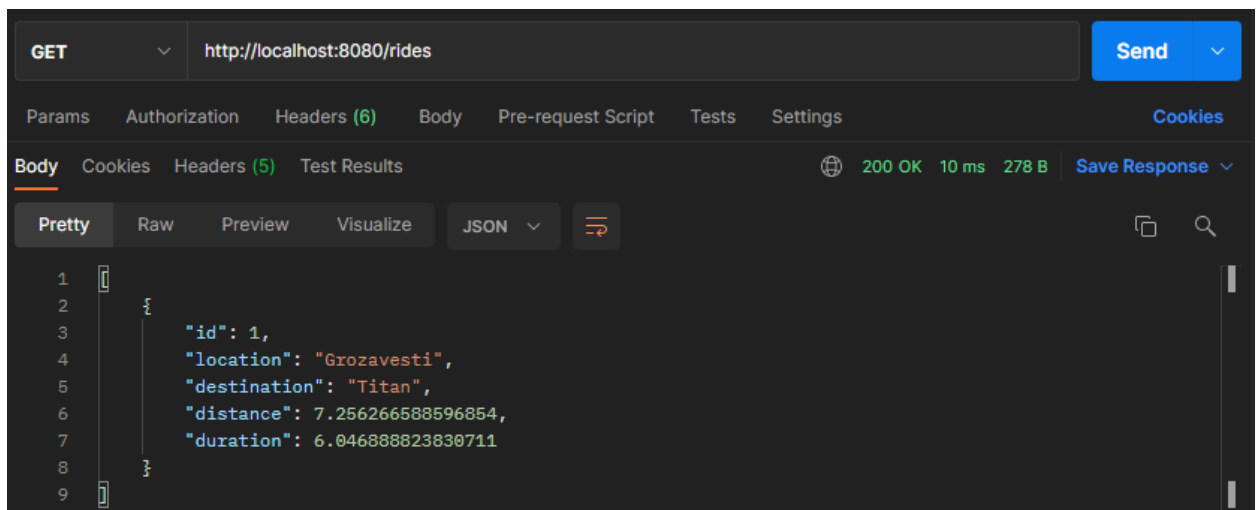 GET http://localhost:8080/rides Send
Params Authorization Headers (6) Body Pre-request Script Tests Settings Cookies
Body Cookies Headers (5) Test Results 200 OK 10 ms 278 B Save Response
Pretty Raw Preview Visualize JSON
1 [
2 {
3 "id": 1,
4 "location": "Grozavesti",
5 "destination": "Titan",
6 "distance": 7.256266588596854,
7 "duration": 6.046888823830711
8 }
9 ]